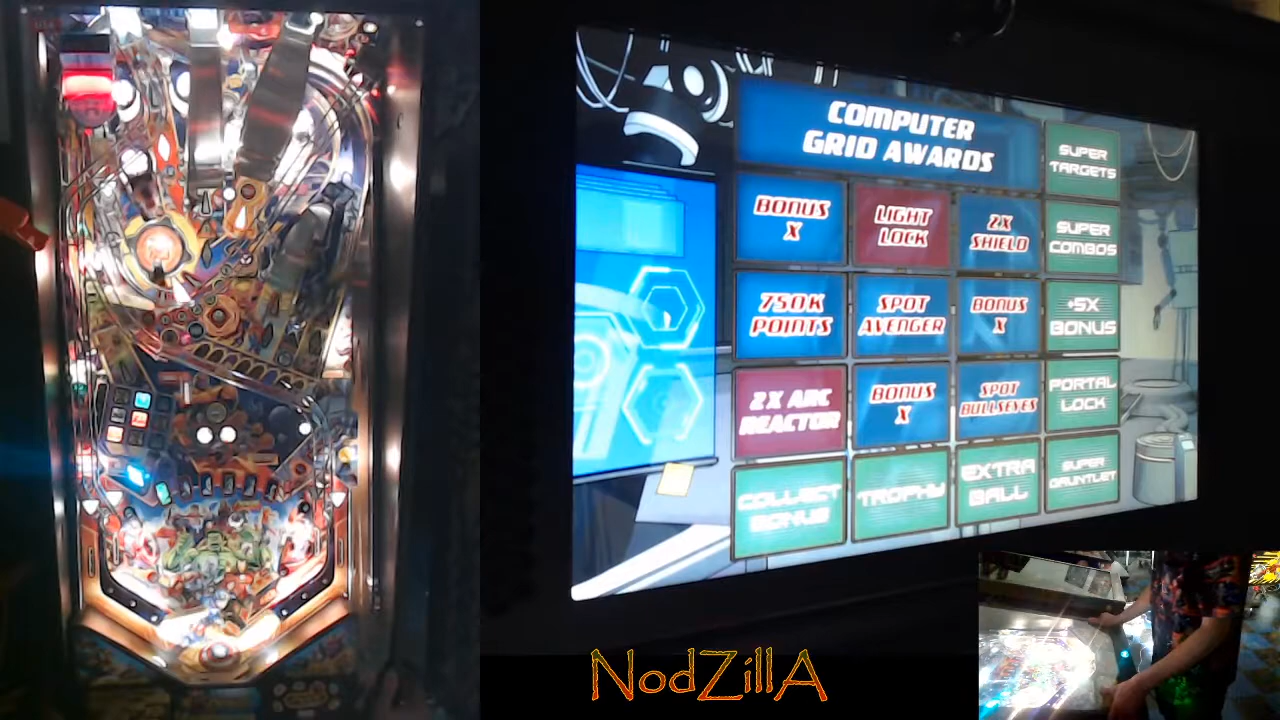 COMPUTER
GRID AWARDS
SUPER
TARGETS
BONUS
X
LIGHT
LOCK
2X
SHIELD
SUPER
COMBOS
750K
POINTS
SPOT
AVENGER
BONUS
X
+5X
BONUS
2X ARC
REACTOR
BONUS
X
SPOT
BULLSEYES
PORTAL
LOCK
COLLECT
BONUS
TROPHY
EXTRA
BALL
SUPER
GAUNTLET
NodZillA